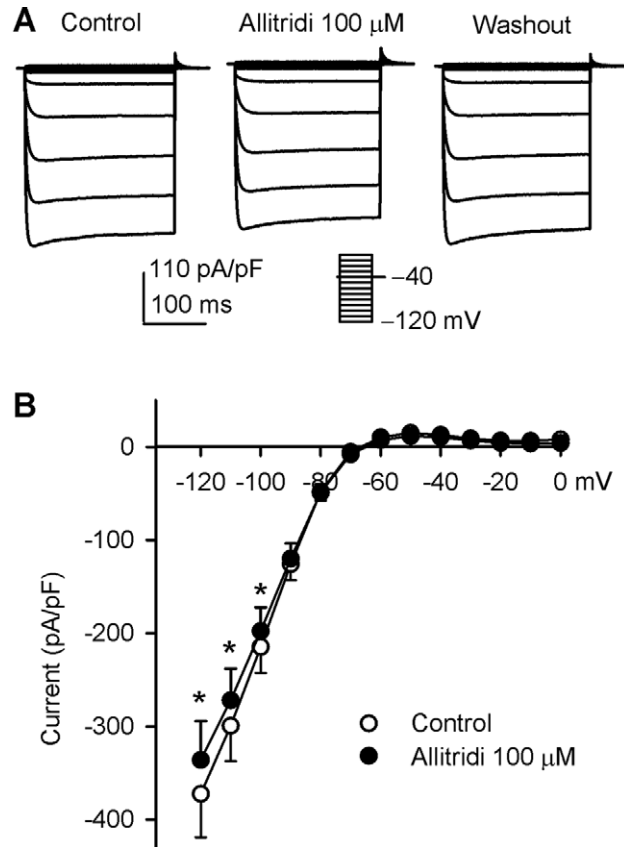 A
Control
Allitridi 100 μM
Washout
110 pA/pF
100 ms
−40
−120 mV
B
0
-100
-200
-300
-400
-120
-100
-80
-60
-40
-20
0 mV
*
*
*
Current (pA/pF)
Control
Allitridi 100 μM